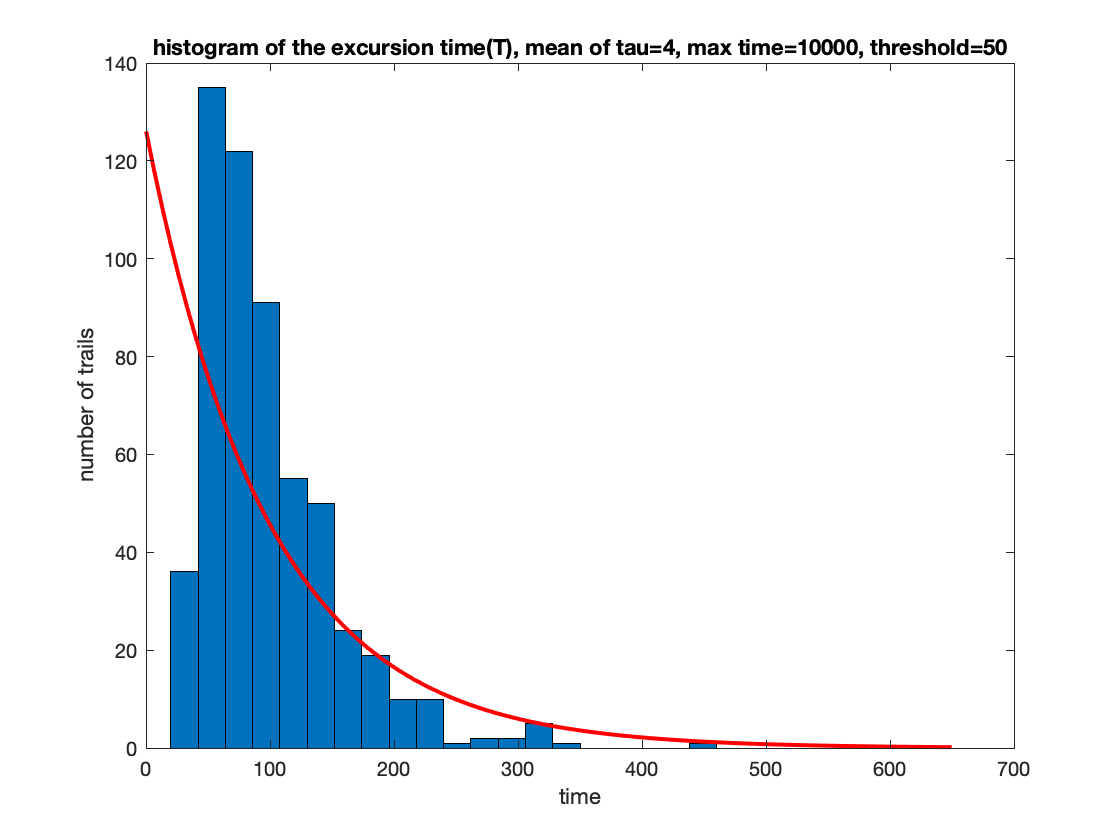 histogram of the excursion time(T), mean of tau=4, max time=10000, threshold=50
140
120
100
80
60
40
20
0
number of trails
0 100 200 300 400 500 600 700
time